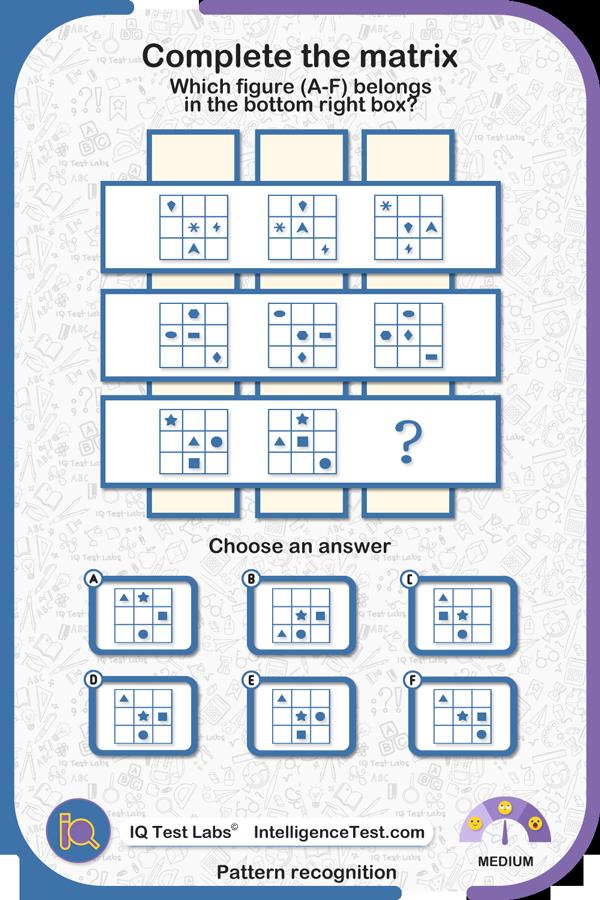 Complete the matrix
Which figure (A-F) belongs
in the bottom right box?
?
Choose an answer
A
B
C
D
E
F
IQ Test Labs© IntelligenceTest.com
MEDIUM
Pattern recognition